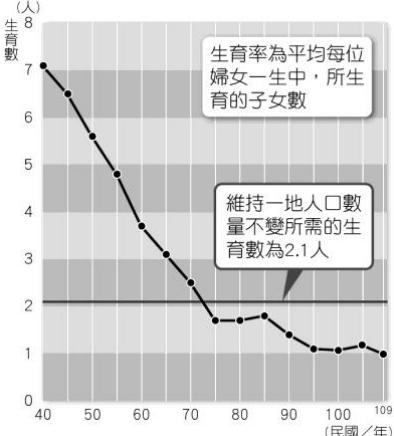 (人)
生育數
8
7
6
5
4
3
2
1
0
生育率為平均每位
婦女一生中，所生
育的子女數
維持一地人口數
量不變所需的生
育數為2.1人
40 50 60 70 80 90 100 109
(民國／年)